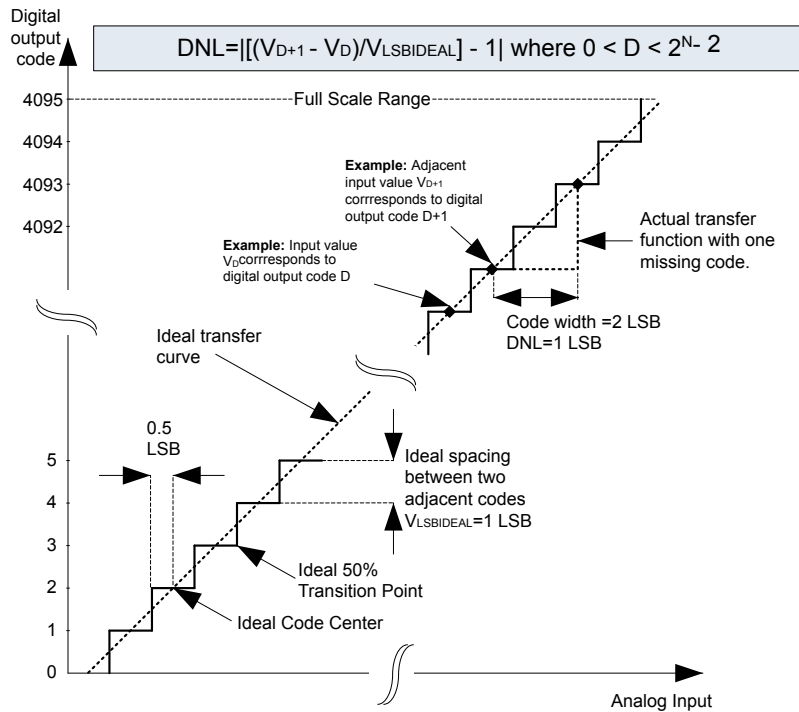 Digital
output
code
DNL=|[(VD+1 - VD)/VLSBIDEAL] - 1| where 0 < D < 2N- 2
4095
Full Scale Range
4094
4093
4092
Example: Adjacent
input value VD+1
corrresponds to digital
output code D+1
Example: Input value
VDcorrresponds to
digital output code D
Actual transfer
function with one
missing code.
Code width =2 LSB
DNL=1 LSB
Ideal transfer
curve
0.5
LSB
5
4
3
2
1
0
Ideal spacing
between two
adjacent codes
VLSBIDEAL=1 LSB
Ideal 50%
Transition Point
Ideal Code Center
Analog Input